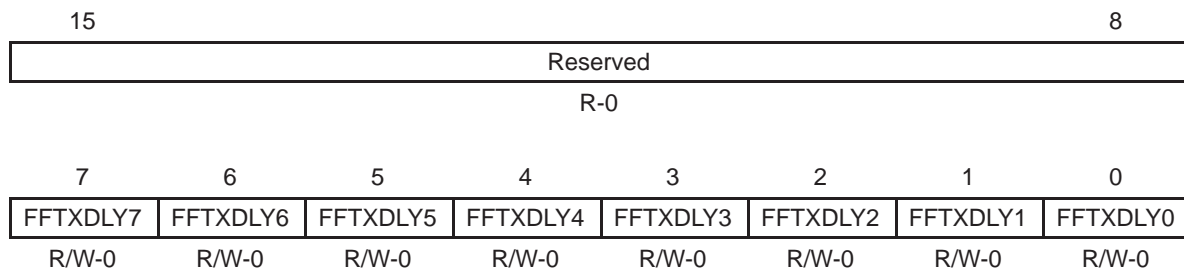 15 8
Reserved
R-0
7 6 5 4 3 2 1 0
FFTXDLY7 FFTXDLY6 FFTXDLY5 FFTXDLY4 FFTXDLY3 FFTXDLY2 FFTXDLY1 FFTXDLY0
R/W-0 R/W-0 R/W-0 R/W-0 R/W-0 R/W-0 R/W-0 R/W-0